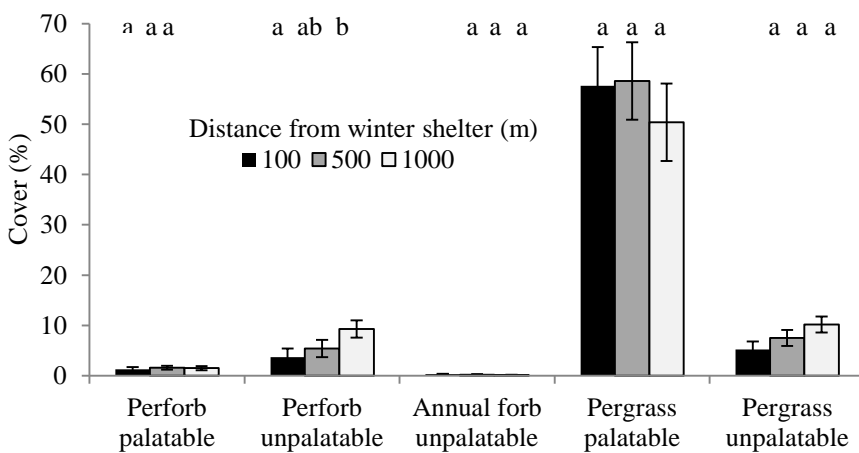 a a a a ab b a a a a a a a a a
70
60
50
40
30
20
10
0
Cover (%)
Distance from winter shelter (m)
100 500 1000
Perforb palatable
Perforb unpalatable
Annual forb unpalatable
Pergrass palatable
Pergrass unpalatable